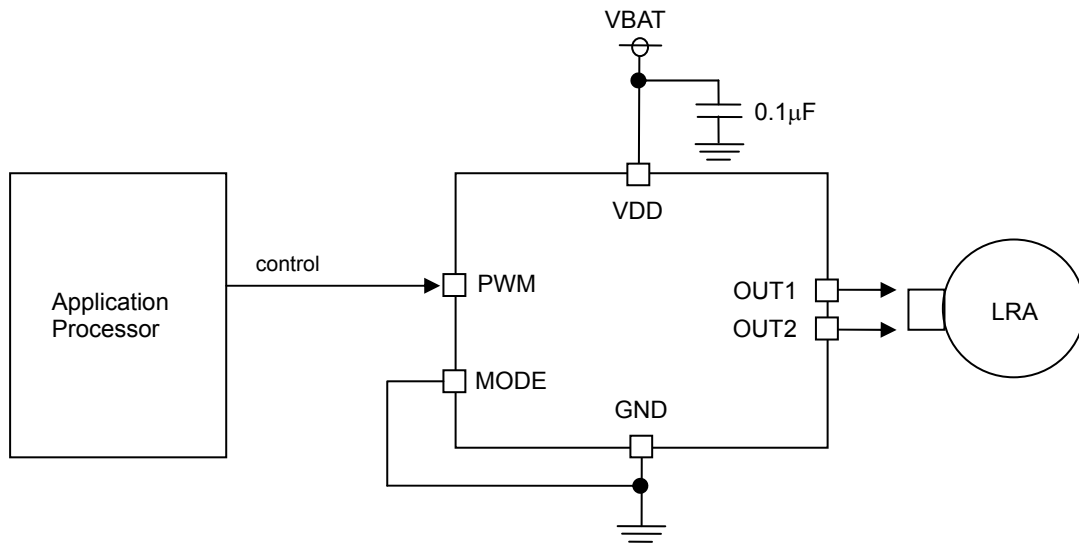 VBAT
0.1μF
VDD
control
PWM
Application
Processor
OUT1
OUT2
LRA
MODE
GND